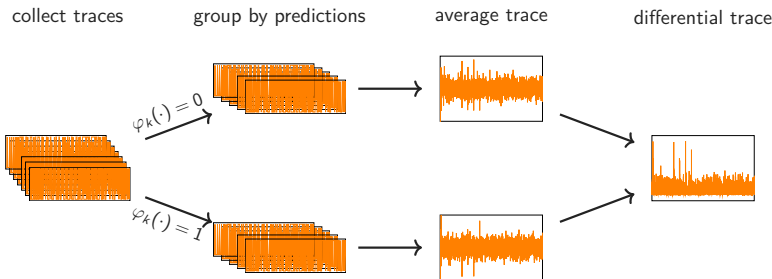 collect traces
group by predictions
average trace
differential trace
φₖ(·) = 0
φₖ(·) = 1